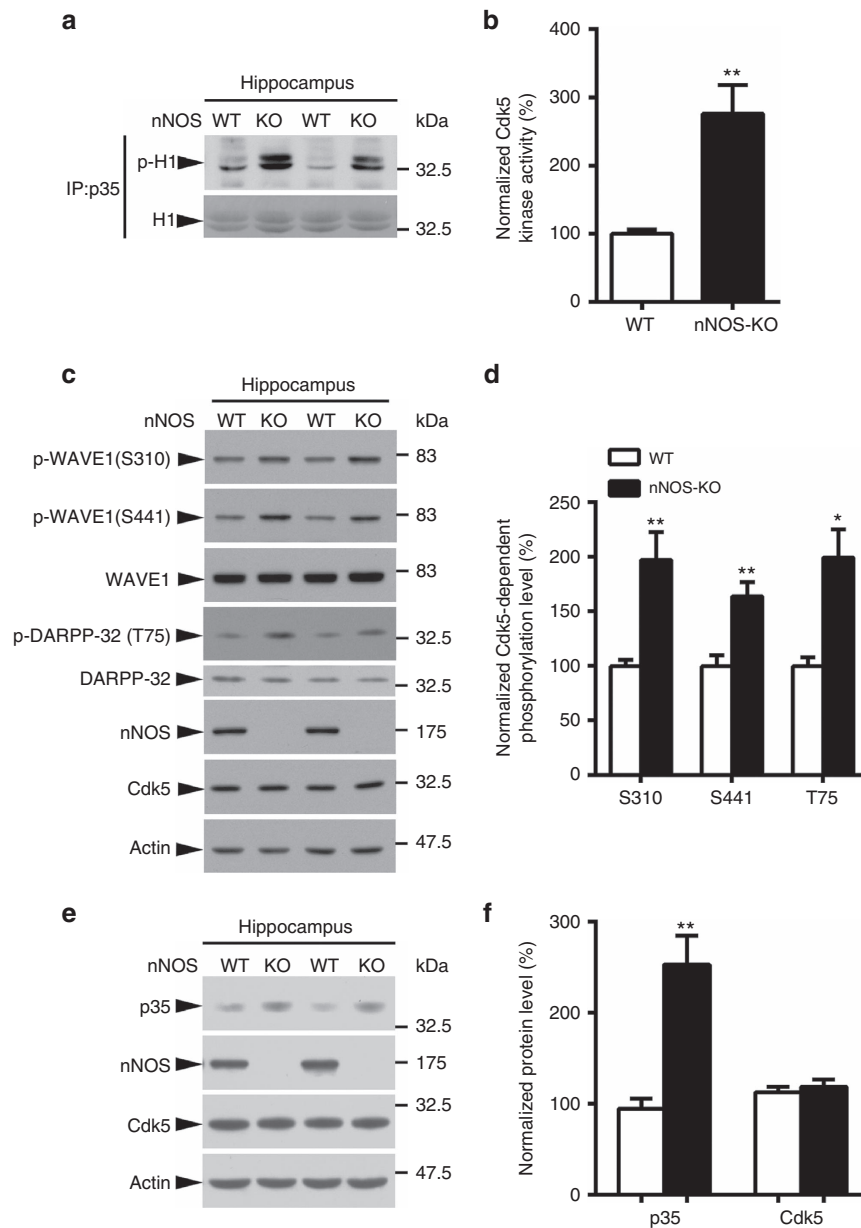 a
Hippocampus
nNOS WT KO WT KO kDa
p-H1
32.5
IP:p35
H1
32.5
b
Normalized Cdk5
kinase activity (%)
400
300
200
100
0
**
WT nNOS-KO
c
Hippocampus
nNOS WT KO WT KO kDa
p-WAVE1(S310) 83
p-WAVE1(S441) 83
WAVE1 83
p-DARPP-32 (T75) 32.5
DARPP-32 32.5
nNOS 175
Cdk5 32.5
Actin 47.5
d
WT
nNOS-KO
Normalized Cdk5-dependent
phosphorylation level (%)
250
200
150
100
50
0
** ** *
S310 S441 T75
e
Hippocampus
nNOS WT KO WT KO kDa
p35 32.5
nNOS 175
Cdk5 32.5
Actin 47.5
f
Normalized protein level (%)
300
200
100
0
**
p35 Cdk5